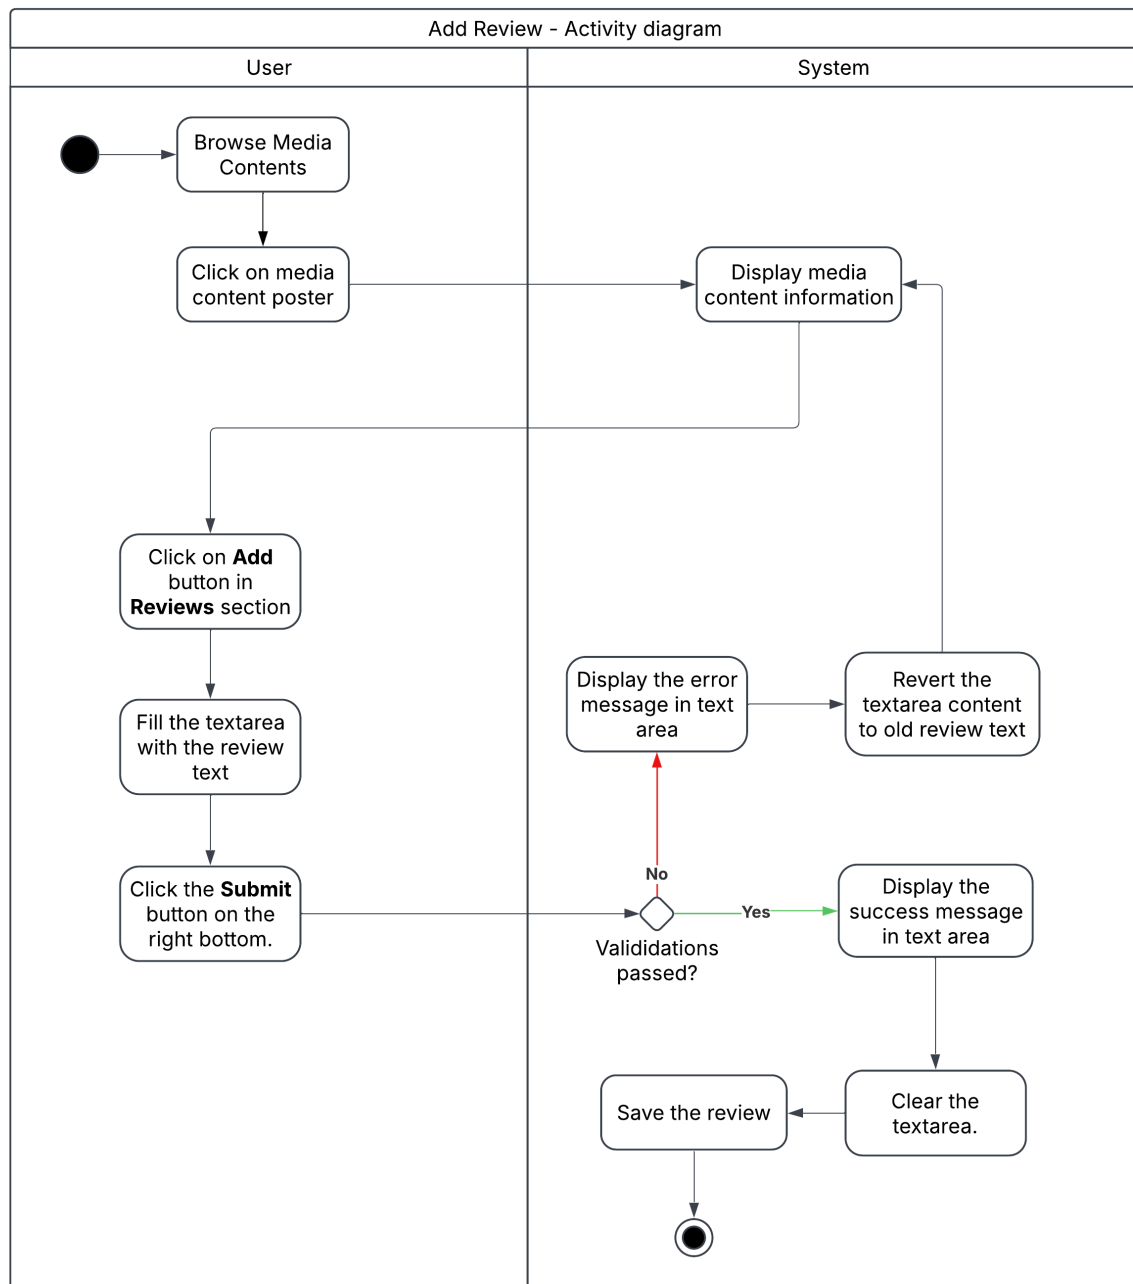 Add Review - Activity diagram
User
System
Browse Media
Contents
Click on media
content poster
Display media
content information
Click on Add
button in
Reviews section
Fill the textarea
with the review
text
Click the Submit
button on the
right bottom.
Display the error
message in text
area
Revert the
textarea content
to old review text
No
Yes
Valididations
passed?
Display the
success message
in text area
Clear the
textarea.
Save the review